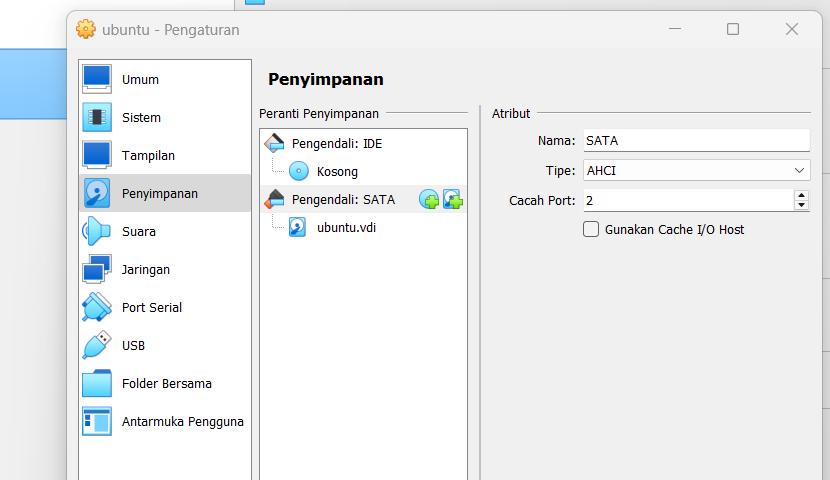 ubuntu - Pengaturan
Umum
Sistem
Tampilan
Penyimpanan
Suara
Jaringan
Port Serial
USB
Folder Bersama
Antarmuka Pengguna
Penyimpanan
Peranti Penyimpanan
Pengendali: IDE
Kosong
Pengendali: SATA
ubuntu.vdi
Atribut
Nama: SATA
Tipe: AHCI
Cacah Port: 2
Gunakan Cache I/O Host